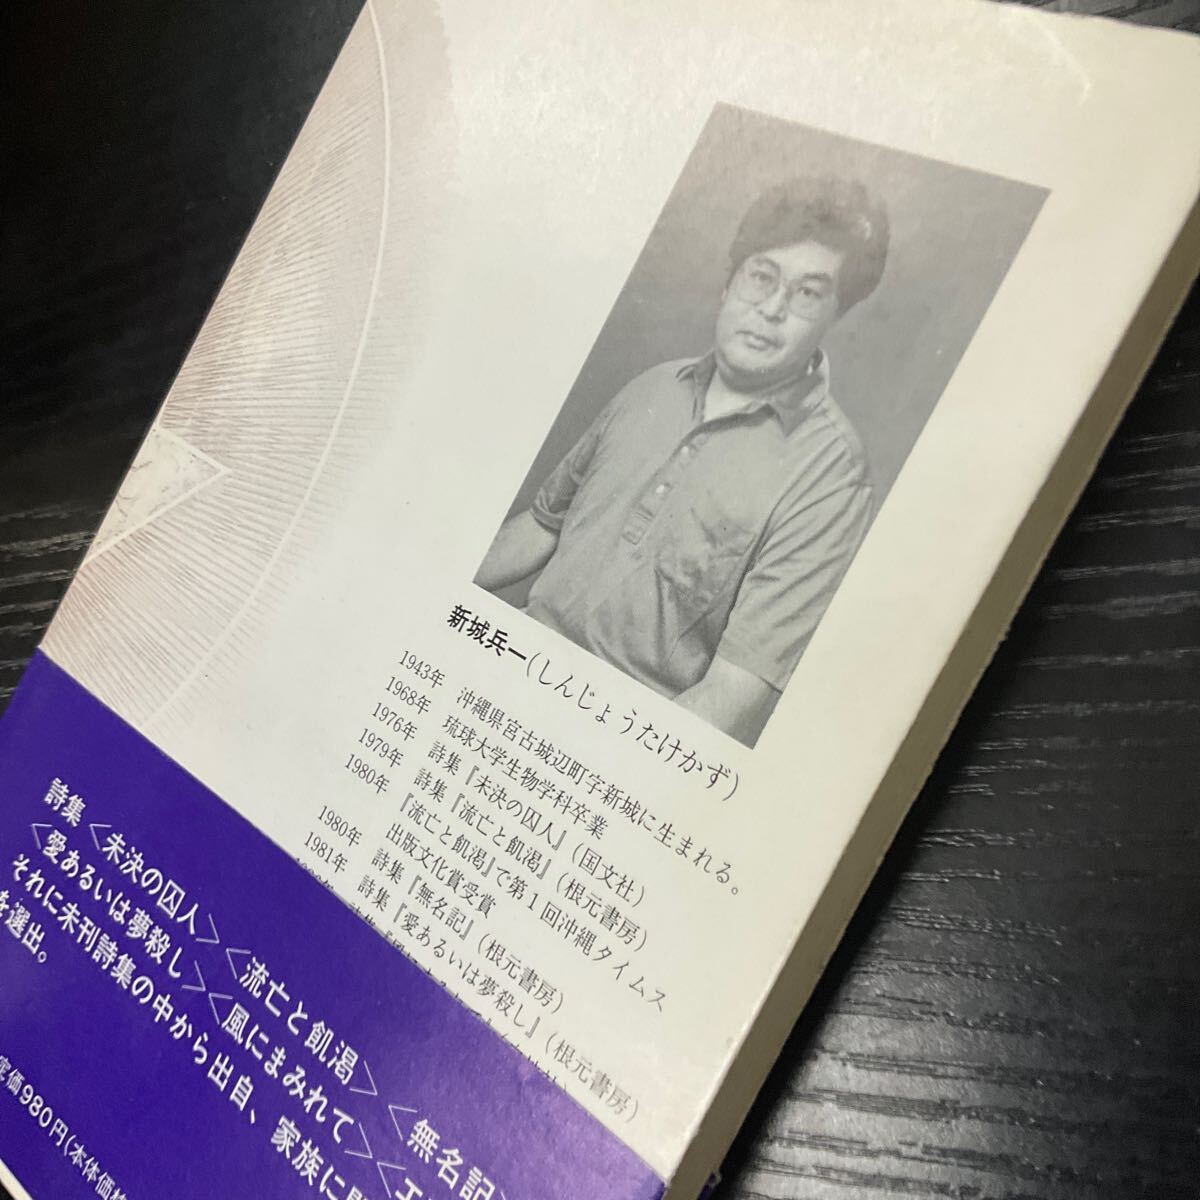 新城兵一(しんじょうたけかず)
1943年 沖縄県宮古城辺町字新城に生まれる。
1968年 琉球大学生物学科卒業
1976年 詩集『未決の囚人』(国文社)
1979年 詩集『流亡と飢渇』(根元書房)
1980年 『流亡と飢渇』で第1回沖縄タイムス
出版文化賞受賞
1980年 詩集『無名記』(根元書房)
1981年 詩集『愛あるいは夢殺し』(根元書房)
詩集〈未決の囚人〉〈流亡と飢渇〉〈無名記〉
〈愛あるいは夢殺し〉〈風にまみれて〉〈エ
それに未刊詩集の中から出自、家族に
を選出。
定価980円(本体価格